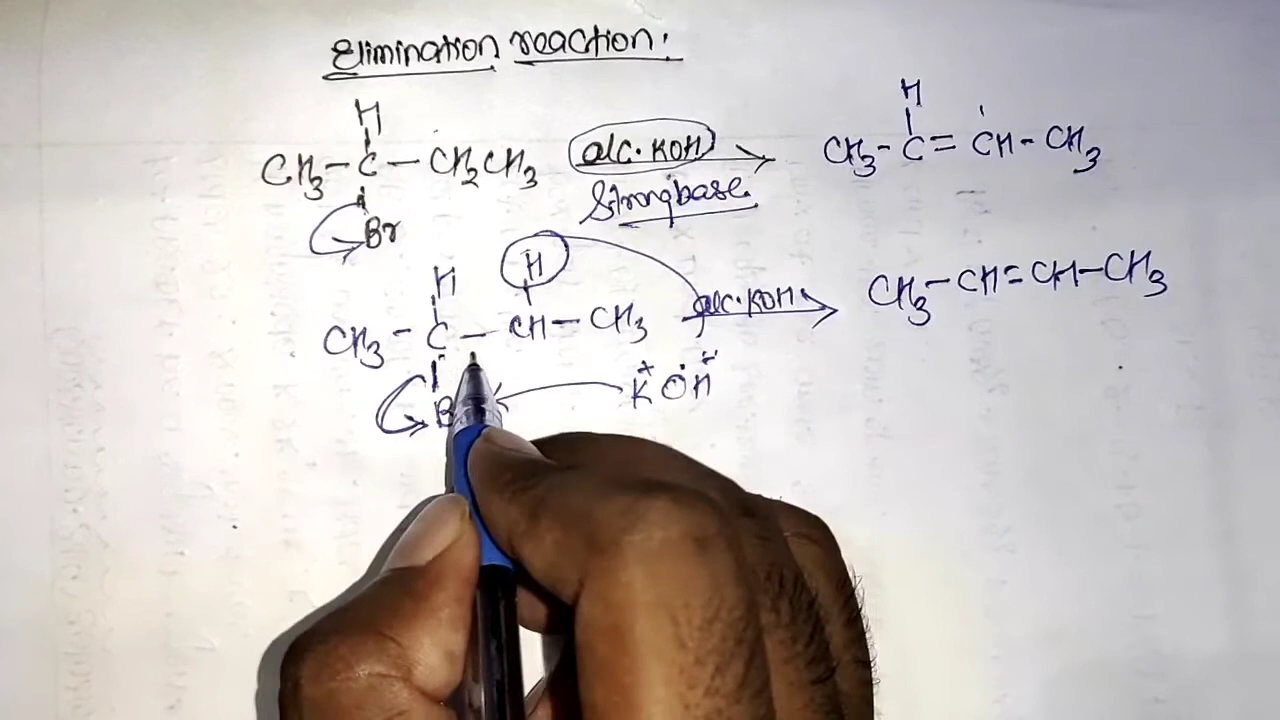 Elimination reaction.
H
CH3-C-CH2CH3 alc.KOH CH3-C=CH-CH3
H
Strong base.
Br
H H
CH3-C-CH-CH3 alc.KOH CH3-CH=CH-CH3
K+ OH-